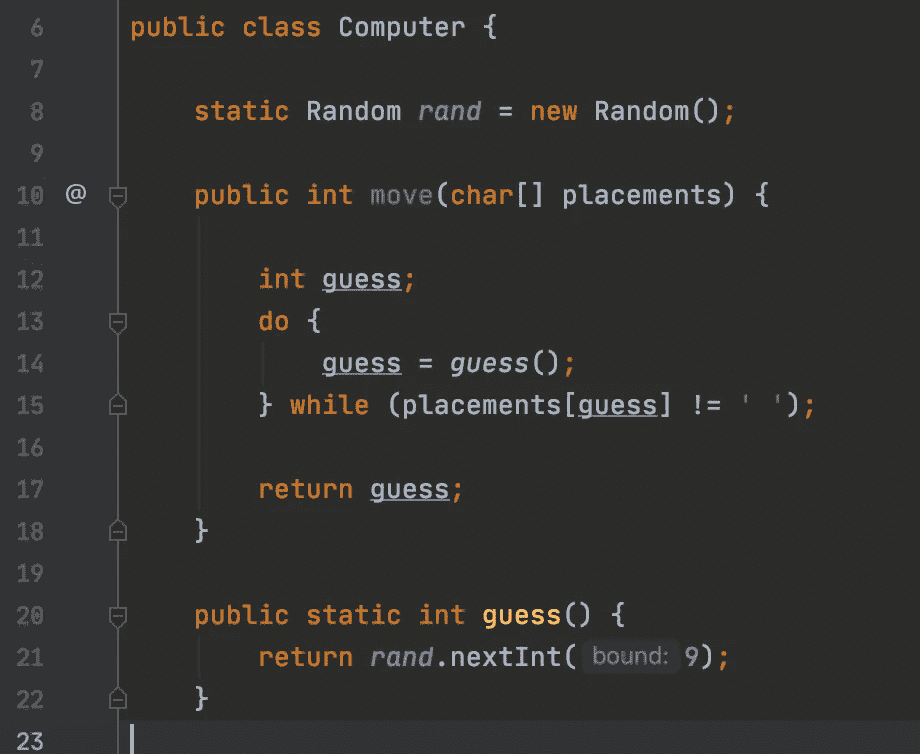 6 public class Computer {
7
8 static Random rand = new Random();
9
10 @ public int move(char[] placements) {
11
12 int guess;
13 do {
14 guess = guess();
15 } while (placements[guess] != ' ');
16
17 return guess;
18 }
19
20 public static int guess() {
21 return rand.nextInt( bound: 9);
22 }
23